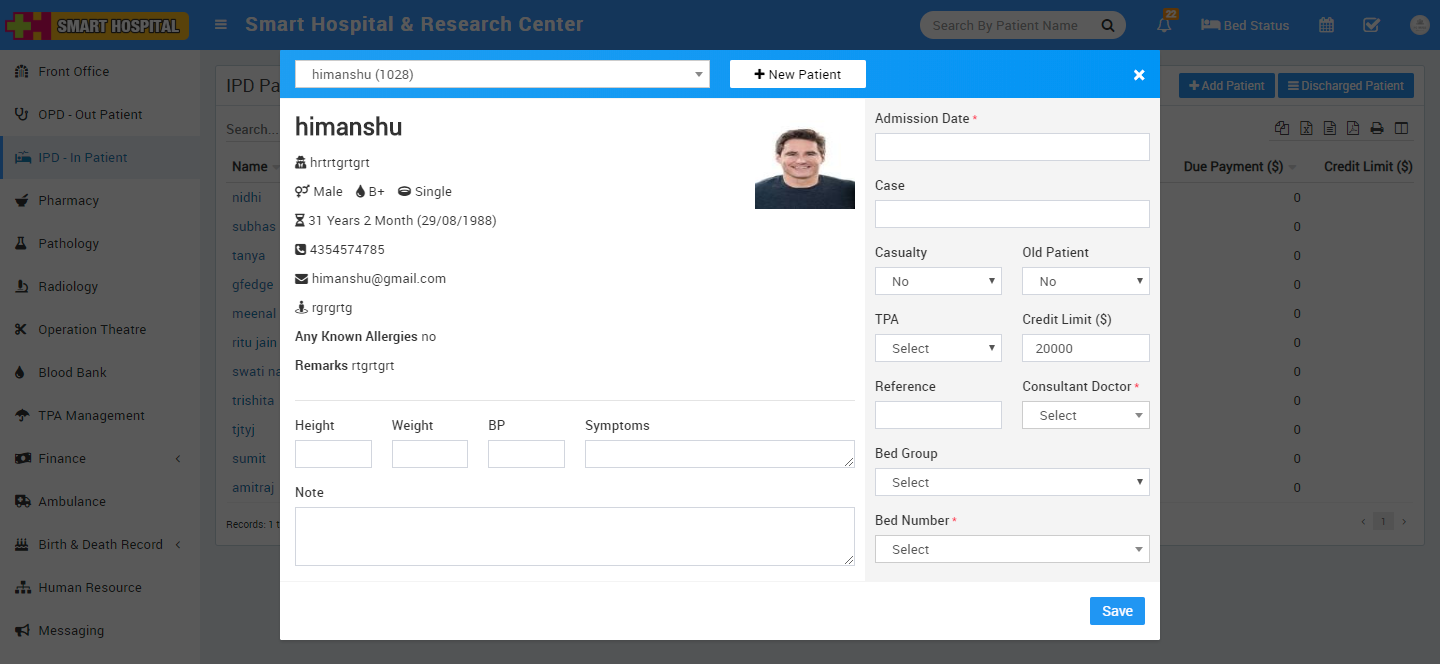 SMART HOSPITAL
Smart Hospital & Research Center
Search By Patient Name
22
Bed Status
Front Office
OPD - Out Patient
IPD - In Patient
Pharmacy
Pathology
Radiology
Operation Theatre
Blood Bank
TPA Management
Finance
Ambulance
Birth & Death Record
Human Resource
Messaging
IPD Pa
Add Patient
Discharged Patient
Search...
Name
Due Payment ($)
Credit Limit ($)
nidhi
0
subhas
0
tanya
0
gfedge
0
meenal
0
ritu jain
0
swati na
0
trishita
0
tjtyj
0
sumit
0
amitraj
0
Records: 1 t
1
himanshu (1028)
New Patient
himanshu
hrtrtgrtgrt
Male B+ Single
31 Years 2 Month (29/08/1988)
4354574785
himanshu@gmail.com
rgrgrtg
Any Known Allergies no
Remarks rtgrtgrt
Height Weight BP Symptoms
Note
Admission Date *
Case
Casualty Old Patient
No No
TPA Credit Limit ($)
Select 20000
Reference Consultant Doctor *
Select
Bed Group
Select
Bed Number *
Select
Save